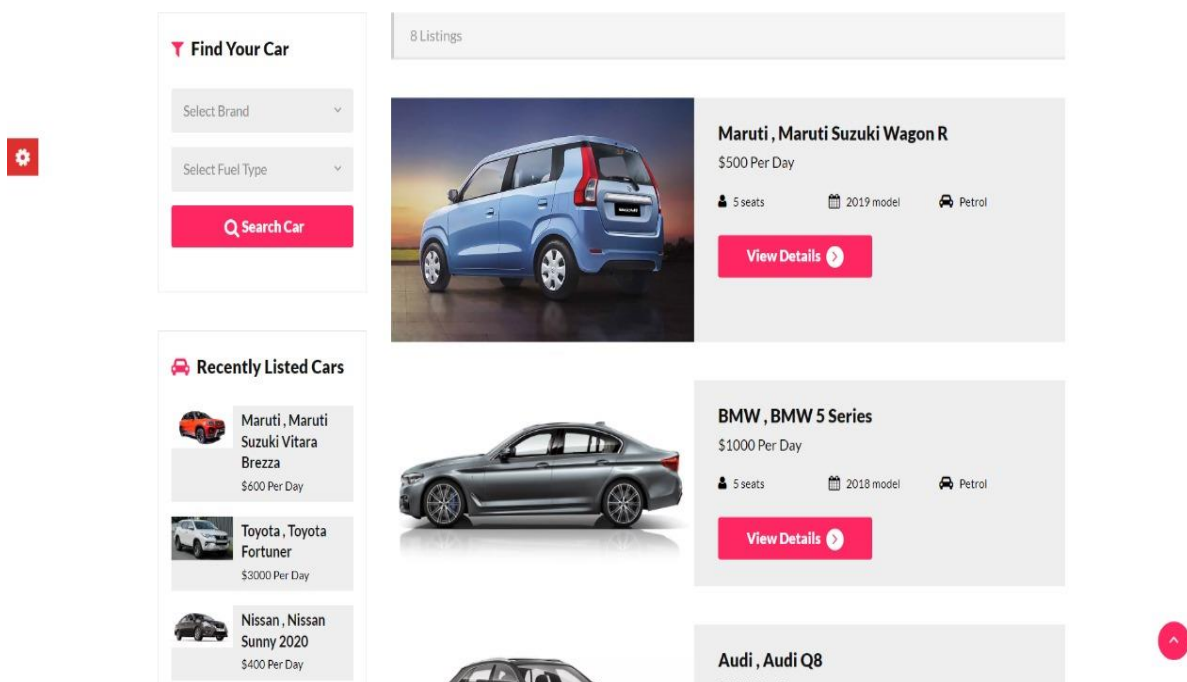 Find Your Car
Select Brand
Select Fuel Type
Search Car
Recently Listed Cars
Maruti , Maruti
Suzuki Vitara
Brezza
$600 Per Day
Toyota , Toyota
Fortuner
$3000 Per Day
Nissan , Nissan
Sunny 2020
$400 Per Day
8 Listings
Maruti , Maruti Suzuki Wagon R
$500 Per Day
5 seats
2019 model
Petrol
View Details
BMW , BMW 5 Series
$1000 Per Day
5 seats
2018 model
Petrol
View Details
Audi , Audi Q8